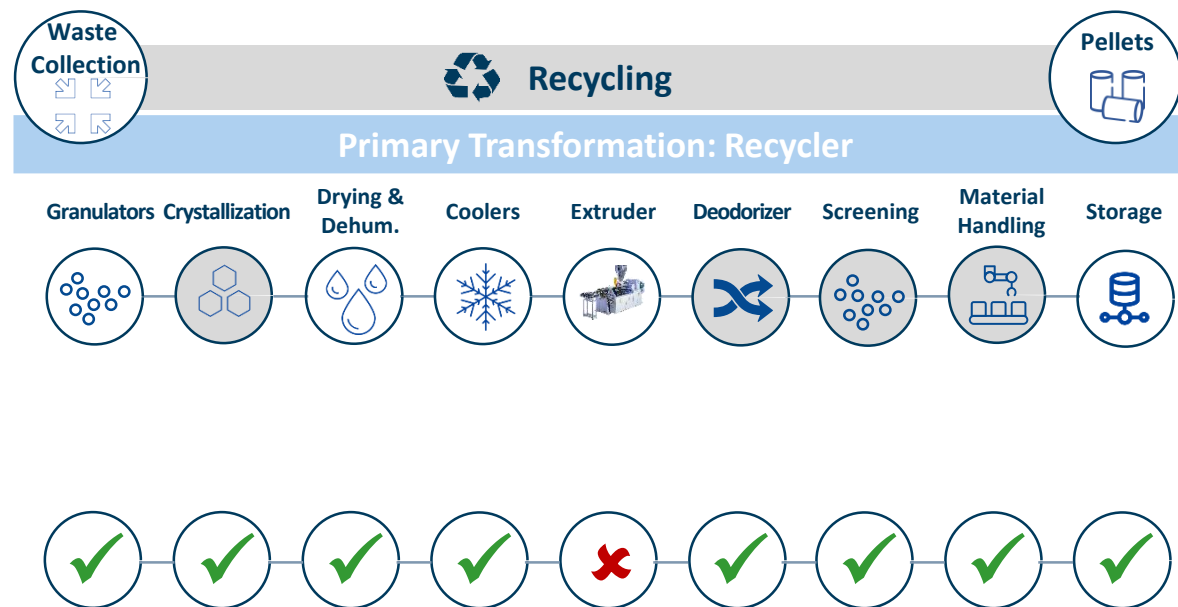 Waste
Collection
Recycling
Pellets
Primary Transformation: Recycler
Granulators
Crystallization
Drying &
Dehum.
Coolers
Extruder
Deodorizer
Screening
Material
Handling
Storage